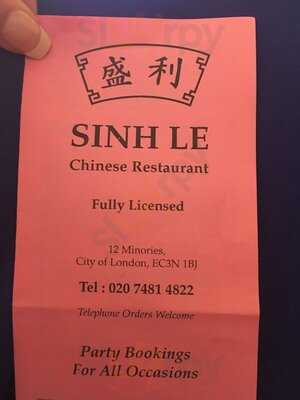 盛利
SINH LE
Chinese Restaurant
Fully Licensed
12 Minories,
City of London, EC3N 1BJ
Tel : 020 7481 4822
Telephone Orders Welcome
Party Bookings
For All Occasions